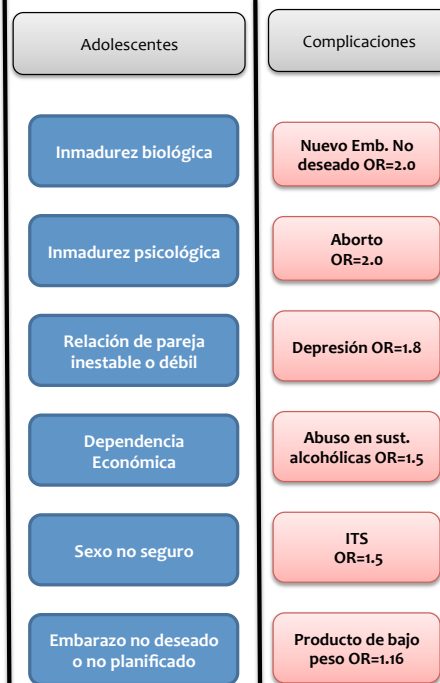 Adolescentes
Complicaciones
Inmadurez biológica
Nuevo Emb. No
deseado OR=2.0
Inmadurez psicológica
Aborto
OR=2.0
Relación de pareja
inestable o débil
Depresión OR=1.8
Dependencia
Económica
Abuso en sust.
alcohólicas OR=1.5
Sexo no seguro
ITS
OR=1.5
Embarazo no deseado
o no planificado
Producto de bajo
peso OR=1.16